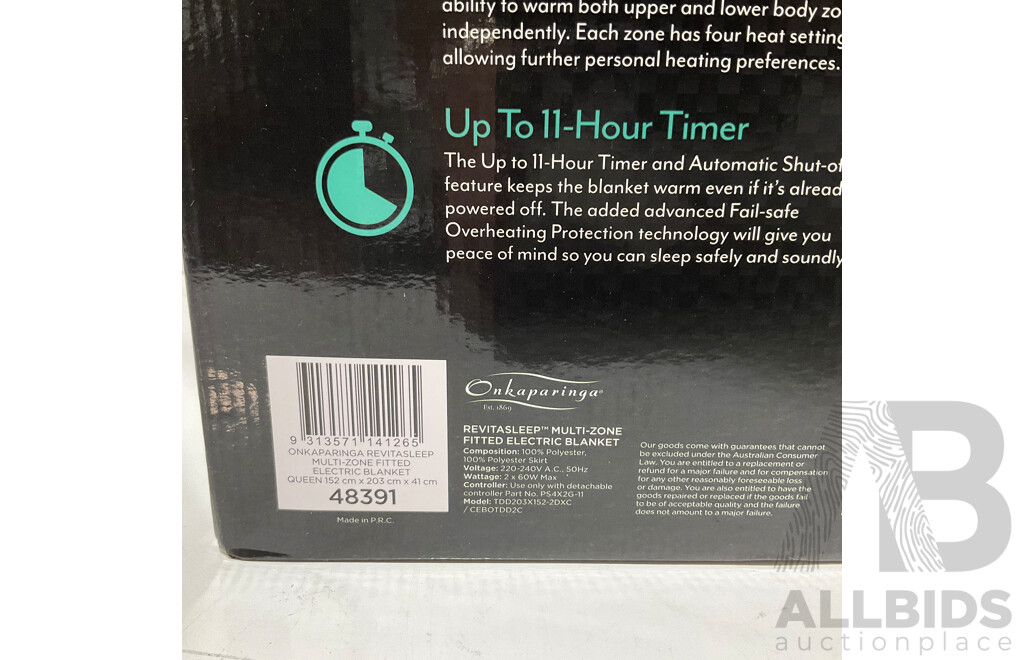 ability to warm both upper and lower body zo
independently. Each zone has four heat setting
allowing further personal heating preferences.
Up To 11-Hour Timer
The Up to 11-Hour Timer and Automatic Shut-of
feature keeps the blanket warm even if it's alread
powered off. The added advanced Fail-safe
Overheating Protection technology will give you
peace of mind so you can sleep safely and soundly
9 313571 141265
ONKAPARINGA REVITASLEEP
MULTI-ZONE FITTED
ELECTRIC BLANKET
QUEEN 152 cm x 203 cm x 41 cm
48391
Made in P.R.C.
Onkaparinga®
Est. 1869
REVITASLEEP™ MULTI-ZONE
FITTED ELECTRIC BLANKET
Composition: 100% Polyester,
100% Polyester Skirt
Voltage: 220-240V A.C., 50Hz
Wattage: 2 x 60W Max
Controller: Use only with detachable
controller Part No. PS4X2G-11
Model: TDD203X152-2DXC
/ CEBOTDD2C
Our goods come with guarantees that cannot
be excluded under the Australian Consumer
Law. You are entitled to a replacement or
refund for a major failure and for compensation
for any other reasonably foreseeable loss
or damage. You are also entitled to have the
goods repaired or replaced if the goods fail
to be of acceptable quality and the failure
does not amount to a major failure.
AB
ALLBIDS
auctionplace